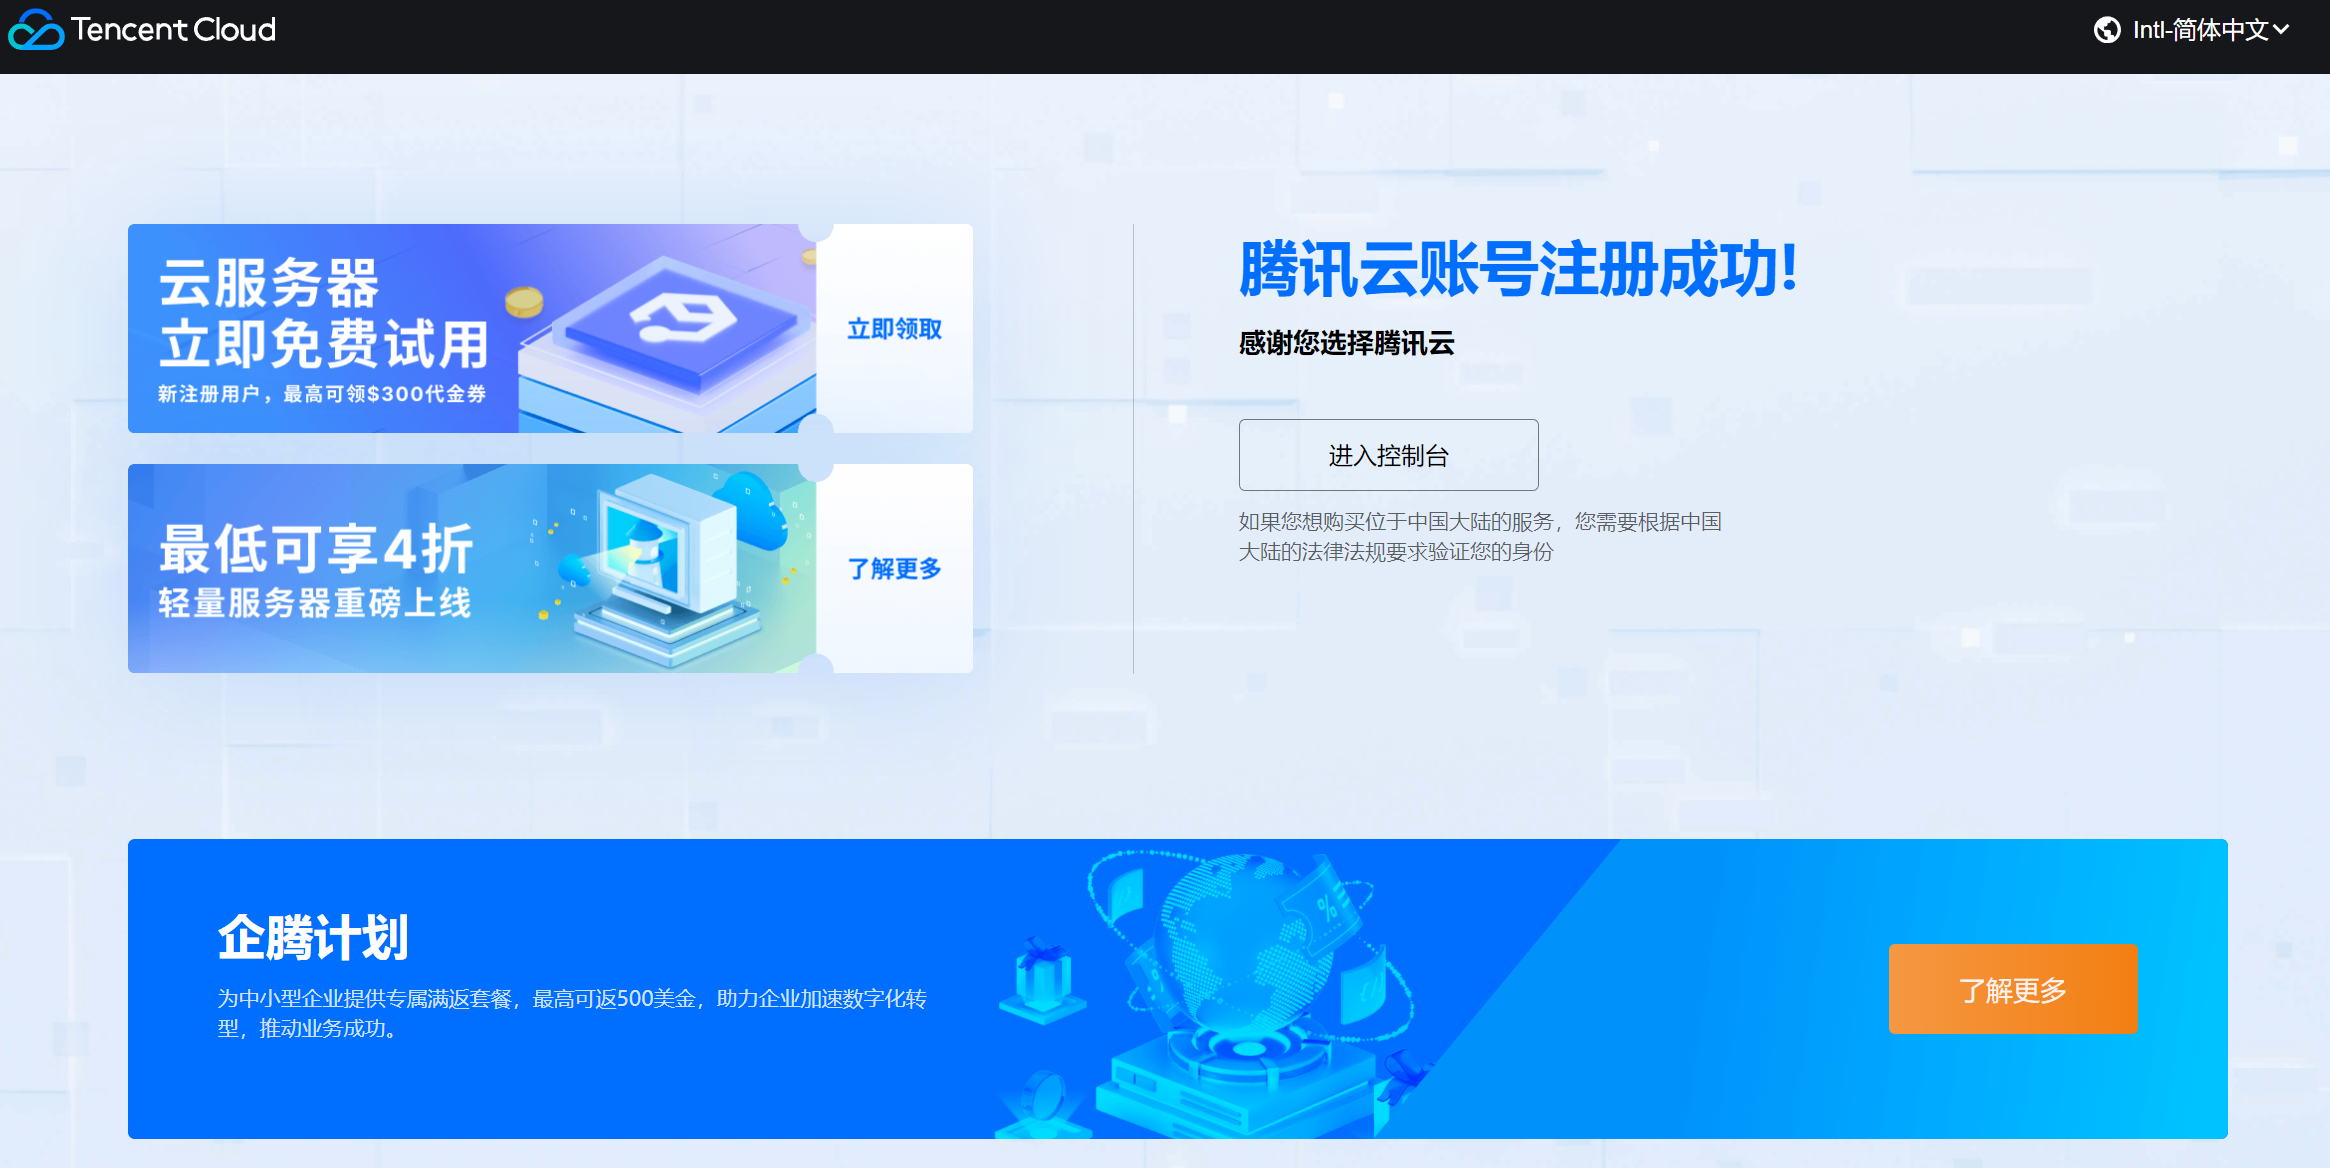 Tencent Cloud
Intl-简体中文
云服务器
立即免费试用
新注册用户，最高可领$300代金券
立即领取
最低可享4折
轻量服务器重磅上线
了解更多
腾讯云账号注册成功!
感谢您选择腾讯云
进入控制台
如果您想购买位于中国大陆的服务，您需要根据中国
大陆的法律法规要求验证您的身份
企腾计划
为中小型企业提供专属满返套餐，最高可返500美金，助力企业加速数字化转
型，推动业务成功。
%
了解更多